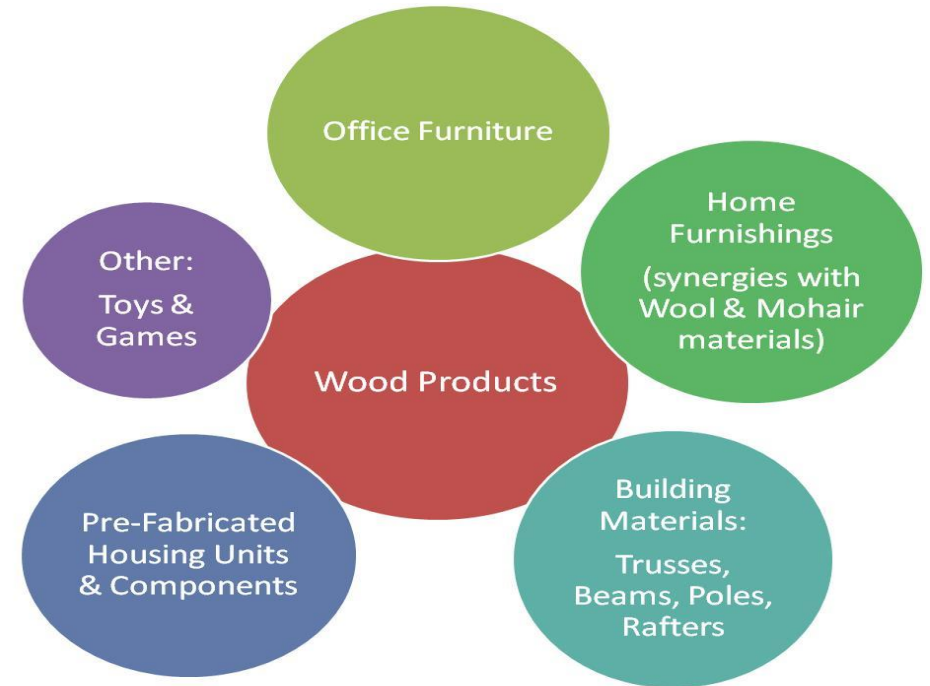 Office Furniture
Home
Furnishings
(synergies with
Wool & Mohair
materials)
Other:
Toys &
Games
Wood Products
Building
Materials:
Trusses,
Beams, Poles,
Rafters
Pre-Fabricated
Housing Units
& Components